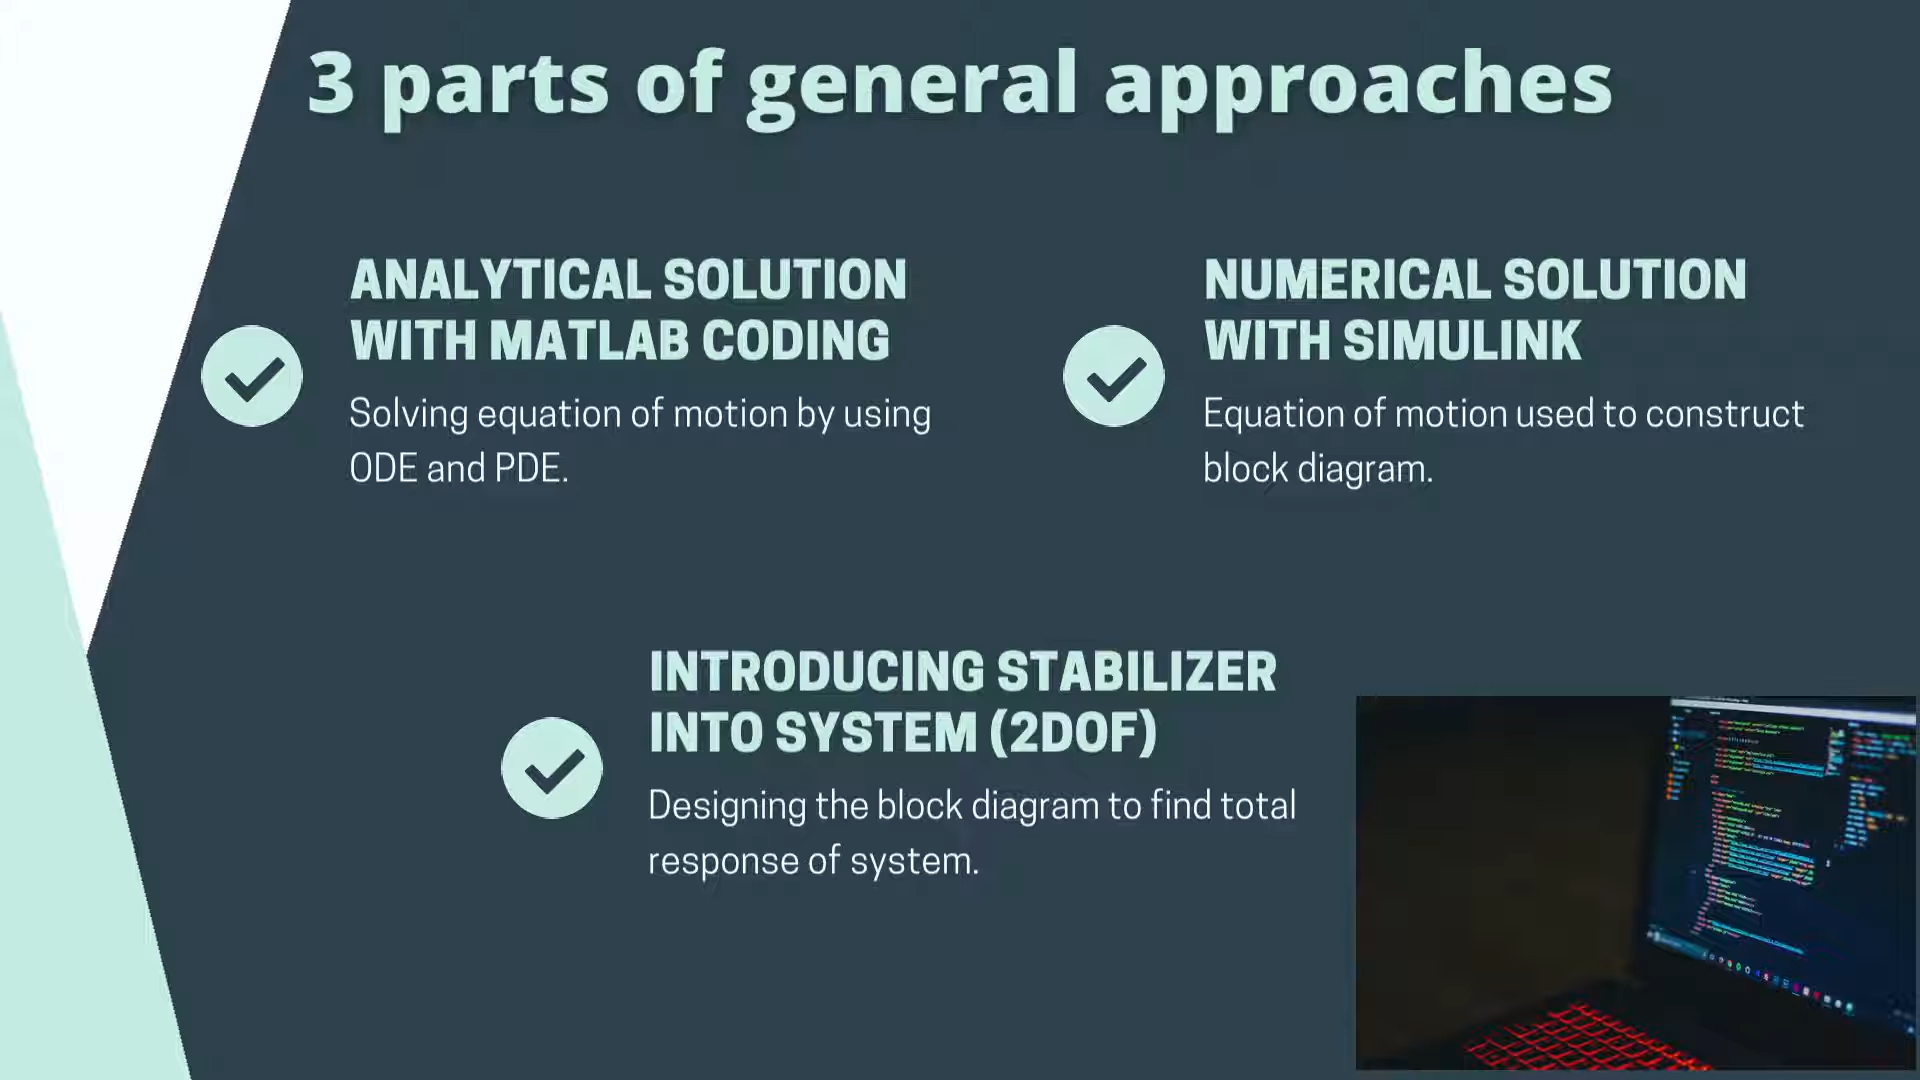 3 parts of general approaches
ANALYTICAL SOLUTION
WITH MATLAB CODING
Solving equation of motion by using
ODE and PDE.
NUMERICAL SOLUTION
WITH SIMULINK
Equation of motion used to construct
block diagram.
INTRODUCING STABILIZER
INTO SYSTEM (2DOF)
Designing the block diagram to find total
response of system.